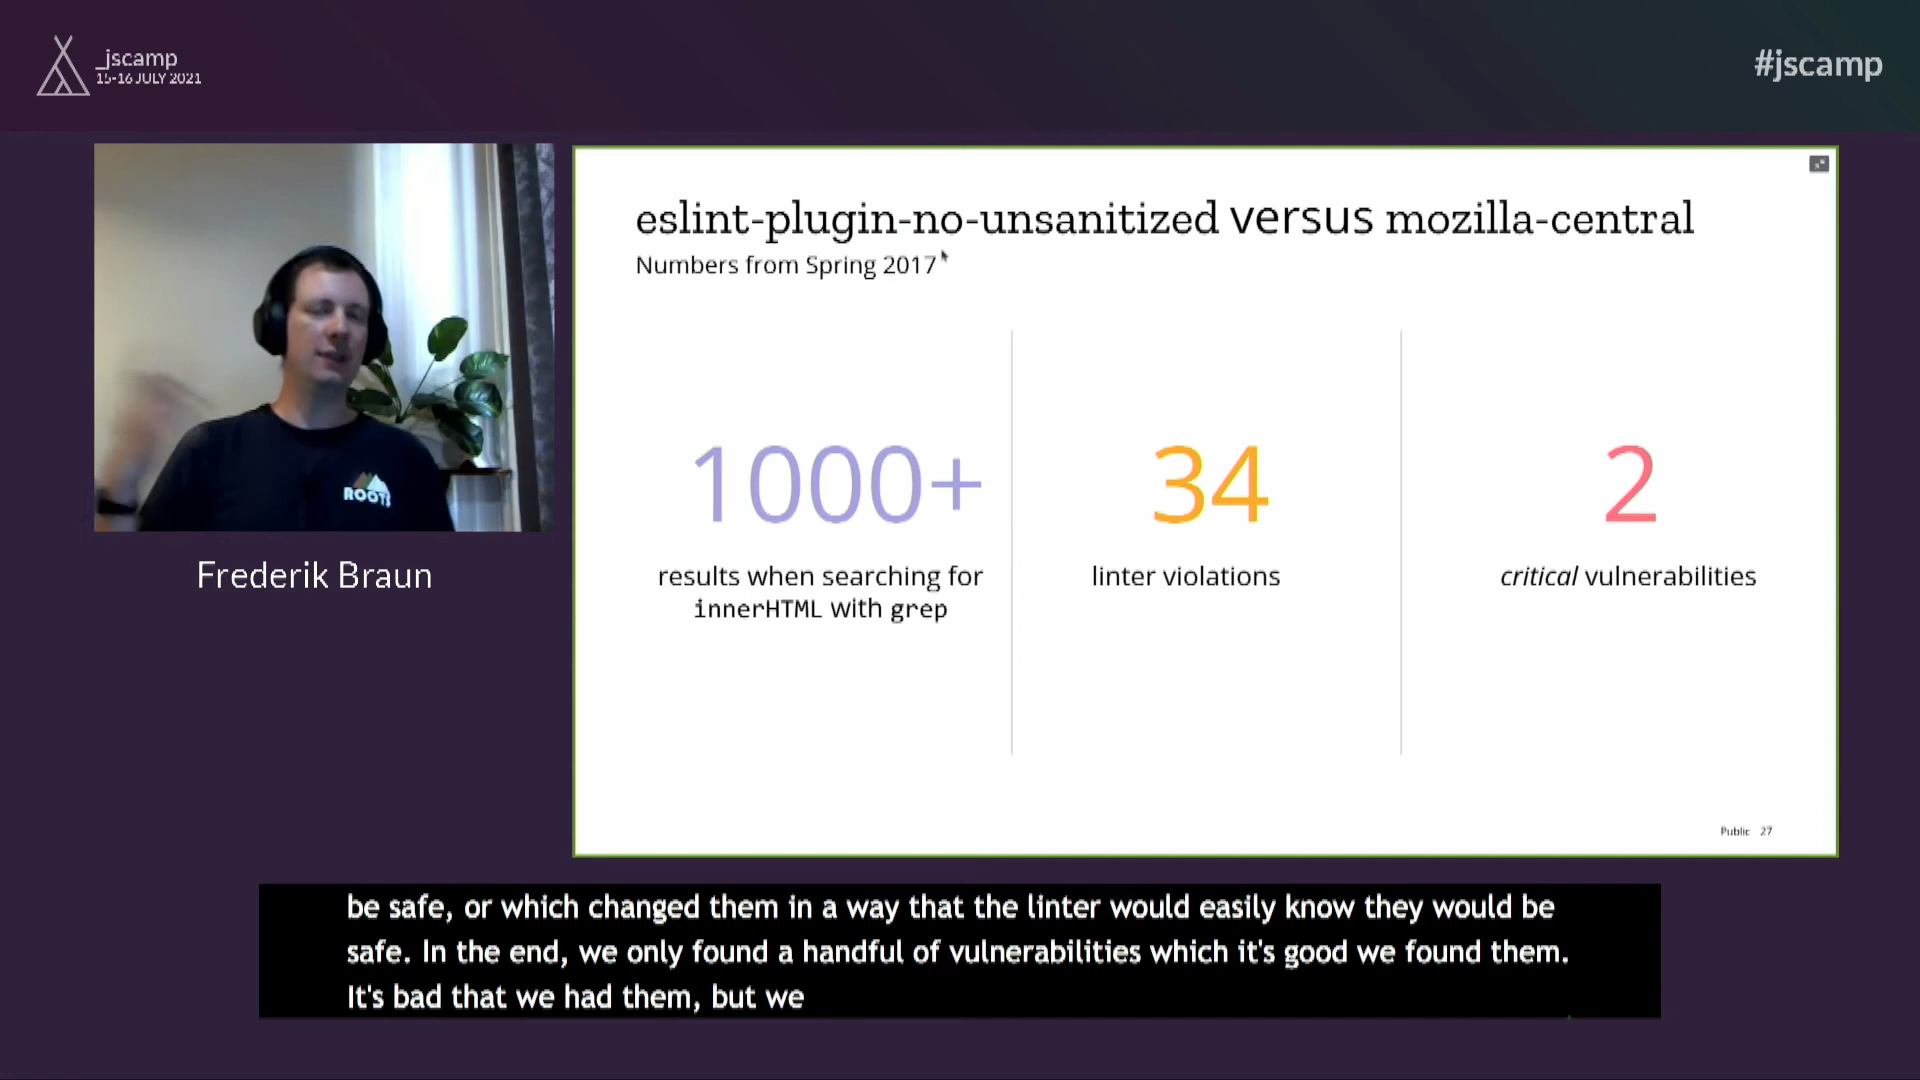 _jscamp
15-16 JULY 2021
#jscamp
ROOTS
Frederik Braun
eslint-plugin-no-unsanitized versus mozilla-central
Numbers from Spring 2017
1000+
results when searching for
innerHTML with grep
34
linter violations
2
critical vulnerabilities
Public 27
be safe, or which changed them in a way that the linter would easily know they would be
safe. In the end, we only found a handful of vulnerabilities which it's good we found them.
It's bad that we had them, but we